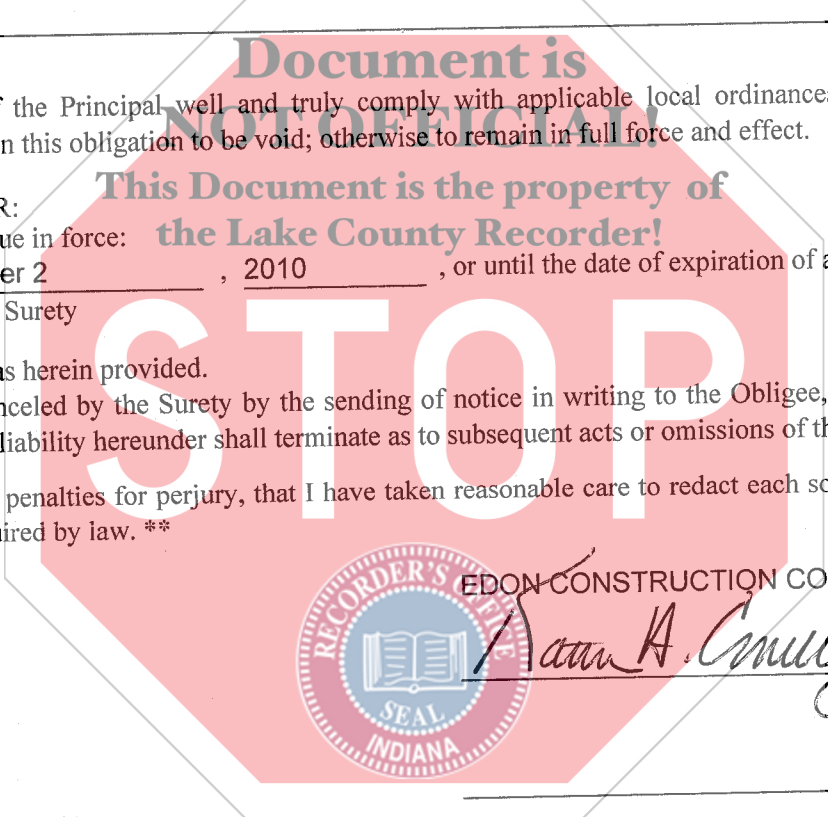 Document is
the Principal well and truly comply with applicable local ordinance
NOT OFFICIAL!
n this obligation to be void; otherwise to remain in full force and effect.
This Document is the property of
R:
ue in force: the Lake County Recorder!
er 2 , 2010 , or until the date of expiration of a
Surety
STOP
as herein provided.
nceled by the Surety by the sending of notice in writing to the Obligee,
liability hereunder shall terminate as to subsequent acts or omissions of th
penalties for perjury, that I have taken reasonable care to redact each so
uired by law. **
EDON CONSTRUCTION CO
RECORDER'S OFFICE
SEAL
INDIANA